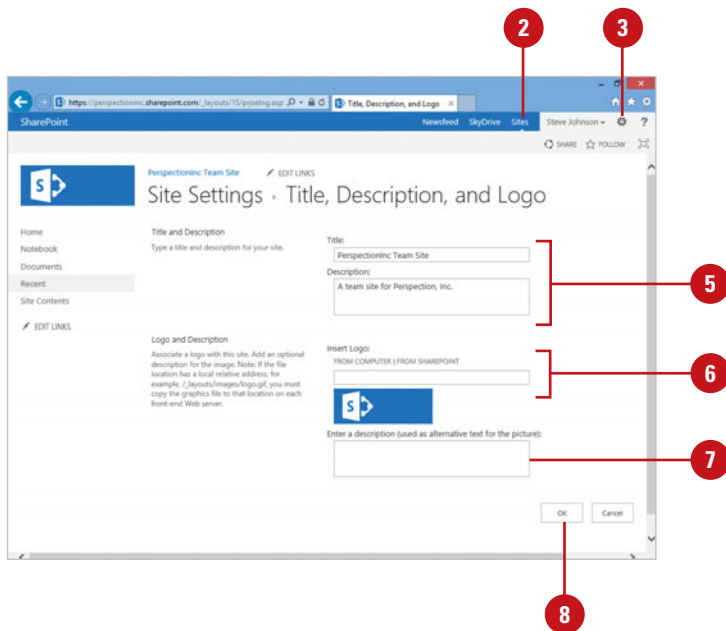 2
3
https://perspectioninc.sharepoint.com/_layouts/15/prjsetng.asp
Title, Description, and Logo
SharePoint
Newsfeed SkyDrive Sites
Steve Johnson
?
SHARE
FOLLOW
S
PerspectionInc Team Site
EDIT LINKS
Site Settings › Title, Description, and Logo
Home
Notebook
Documents
Recent
Site Contents
EDIT LINKS
Title and Description
Type a title and description for your site.
Title:
PerspectionInc Team Site
Description:
A team site for Perspection, Inc.
5
Logo and Description
Associate a logo with this site. Add an optional
description for the image. Note: If the file
location has a local relative address, for
example, /_layouts/images/logo.gif, you must
copy the graphics file to that location on each
front-end Web server.
Insert Logo:
FROM COMPUTER | FROM SHAREPOINT
6
S
Enter a description (used as alternative text for the picture):
7
OK
Cancel
8